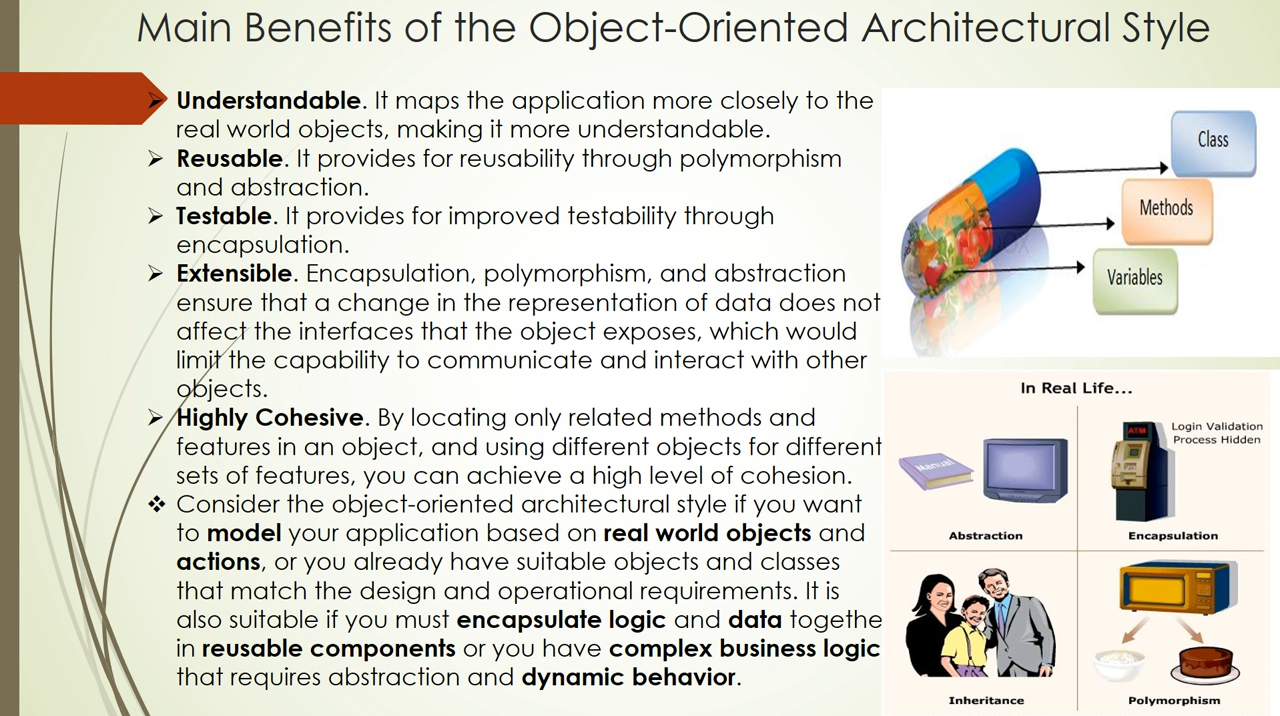 Main Benefits of the Object-Oriented Architectural Style
➢ Understandable. It maps the application more closely to the
real world objects, making it more understandable.
➢ Reusable. It provides for reusability through polymorphism
and abstraction.
➢ Testable. It provides for improved testability through
encapsulation.
➢ Extensible. Encapsulation, polymorphism, and abstraction
ensure that a change in the representation of data does not
affect the interfaces that the object exposes, which would
limit the capability to communicate and interact with other
objects.
➢ Highly Cohesive. By locating only related methods and
features in an object, and using different objects for different
sets of features, you can achieve a high level of cohesion.
❖ Consider the object-oriented architectural style if you want
to model your application based on real world objects and
actions, or you already have suitable objects and classes
that match the design and operational requirements. It is
also suitable if you must encapsulate logic and data togethe
in reusable components or you have complex business logic
that requires abstraction and dynamic behavior.
Class
Methods
Variables
In Real Life...
Manual
Abstraction
ATM
Login Validation
Process Hidden
Encapsulation
Inheritance
Polymorphism